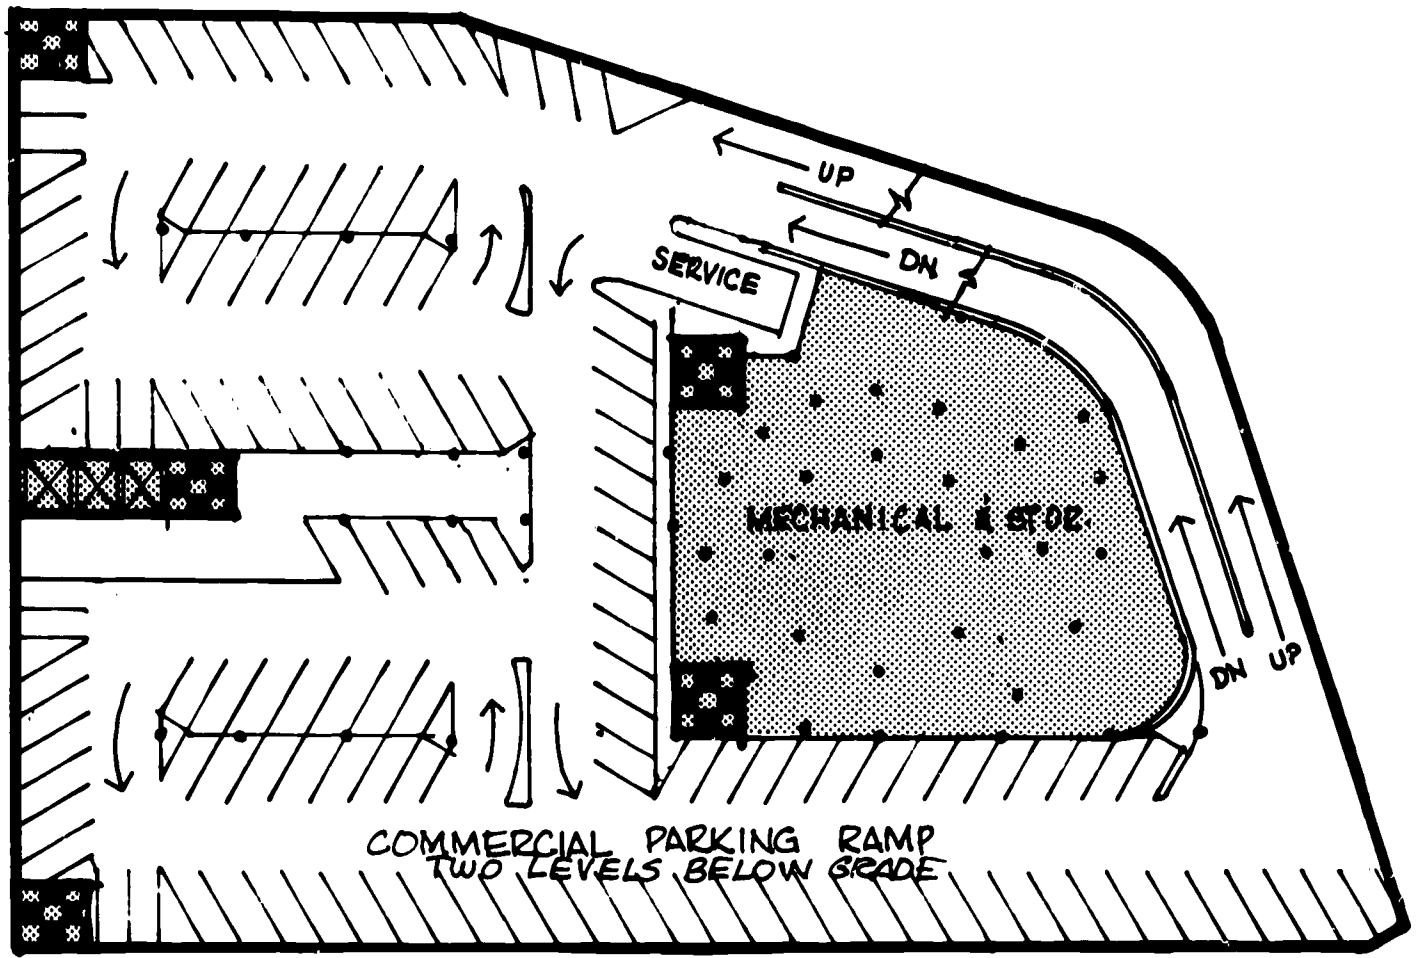 UP
DN
SERVICE
MECHANICAL & STOR.
DN
UP
COMMERCIAL PARKING RAMP
TWO LEVELS BELOW GRADE